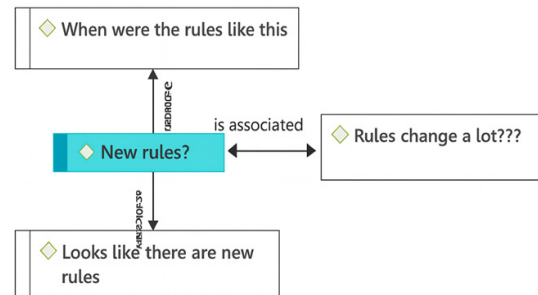 When were the rules like this
is associated
New rules?
Rules change a lot???
Looks like there are new
rules